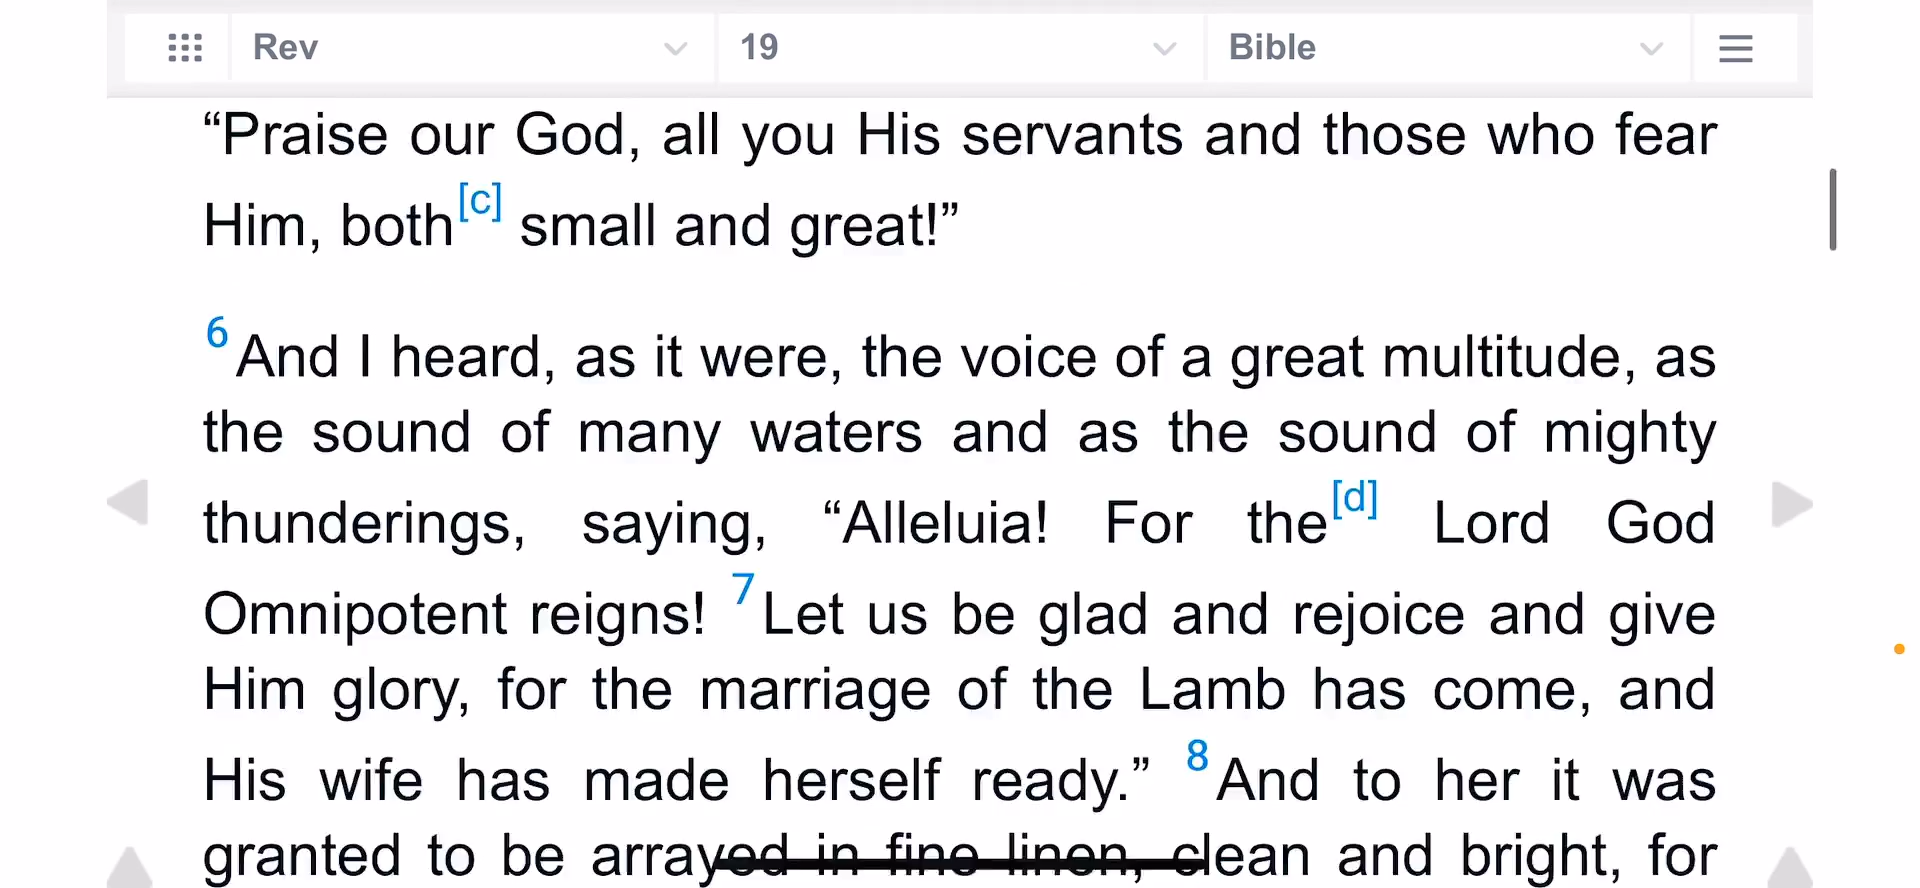 Rev 19 Bible
“Praise our God, all you His servants and those who fear
Him, both[c] small and great!”
6 And I heard, as it were, the voice of a great multitude, as
the sound of many waters and as the sound of mighty
thunderings, saying, “Alleluia! For the[d] Lord God
Omnipotent reigns! 7 Let us be glad and rejoice and give
Him glory, for the marriage of the Lamb has come, and
His wife has made herself ready.” 8 And to her it was
granted to be arrayed in fine linen, clean and bright, for